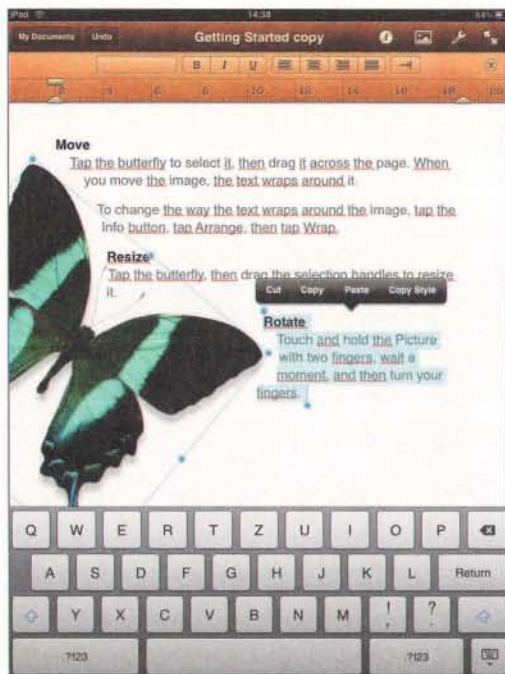 iPad 14:38 84%
My Documents Undo Getting Started copy
B I U
2 4 6 8 10 12 14 16 18 20
Move
Tap the butterfly to select it, then drag it across the page. When
you move the image, the text wraps around it.
To change the way the text wraps around the image, tap the
Info button, tap Arrange, then tap Wrap.
Resize
Tap the butterfly, then drag the selection handles to resize
it.
Cut Copy Paste Copy Style
Rotate
Touch and hold the Picture
with two fingers, wait a
moment, and then turn your
fingers.
Q W E R T Z U I O P
A S D F G H J K L Return
Y X C V B N M ! , ? .
.?123 .?123